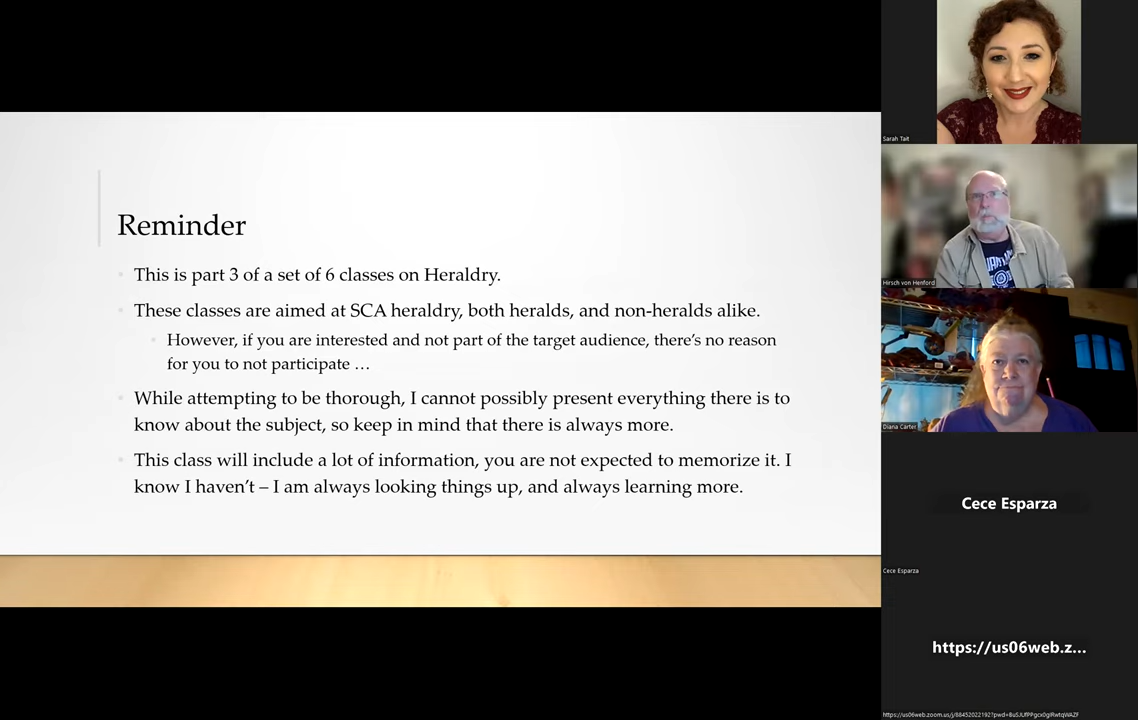 Reminder
This is part 3 of a set of 6 classes on Heraldry.
These classes are aimed at SCA heraldry, both heralds, and non-heralds alike.
However, if you are interested and not part of the target audience, there's no reason
for you to not participate …
While attempting to be thorough, I cannot possibly present everything there is to
know about the subject, so keep in mind that there is always more.
This class will include a lot of information, you are not expected to memorize it. I
know I haven't – I am always looking things up, and always learning more.
Sarah Tait
Hirsch von Henford
Diana Carter
Cece Esparza
Cece Esparza
https://us06web.z...